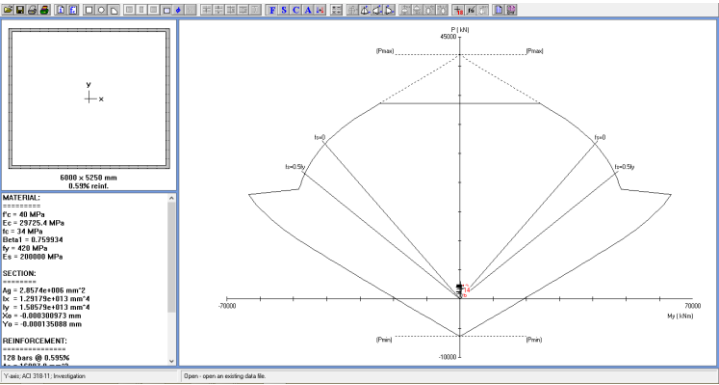 F S C A
y
x
6000 x 5250 mm
0.59% reinf.
MATERIAL:
=========
f'c = 40 MPa
Ec = 29725.4 MPa
fc = 34 MPa
Beta1 = 0.759934
fy = 420 MPa
Es = 200000 MPa
SECTION:
========
Ag = 2.8574e+006 mm^2
Ix = 1.29179e+013 mm^4
Iy = 1.58579e+013 mm^4
Xo = -0.000300973 mm
Yo = -0.000135088 mm
REINFORCEMENT:
==============
128 bars @ 0.595%
P ( kN)
45000
(Pmax)
(Pmax)
fs=0
fs=0
fs=0.5fy
fs=0.5fy
-70000
70000
My ( kNm)
(Pmin)
(Pmin)
-10000
Y-axis; ACI 318-11; Investigation
Open - open an existing data file.